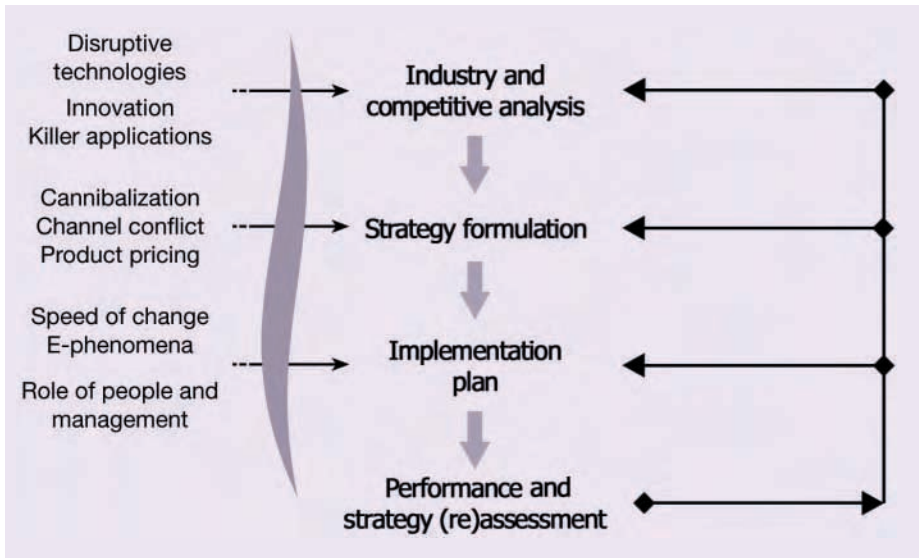 Disruptive
technologies
Innovation
Killer applications
Industry and
competitive analysis
Cannibalization
Channel conflict
Product pricing
Strategy formulation
Speed of change
E-phenomena
Role of people and
management
Implementation
plan
Performance and
strategy (re)assessment